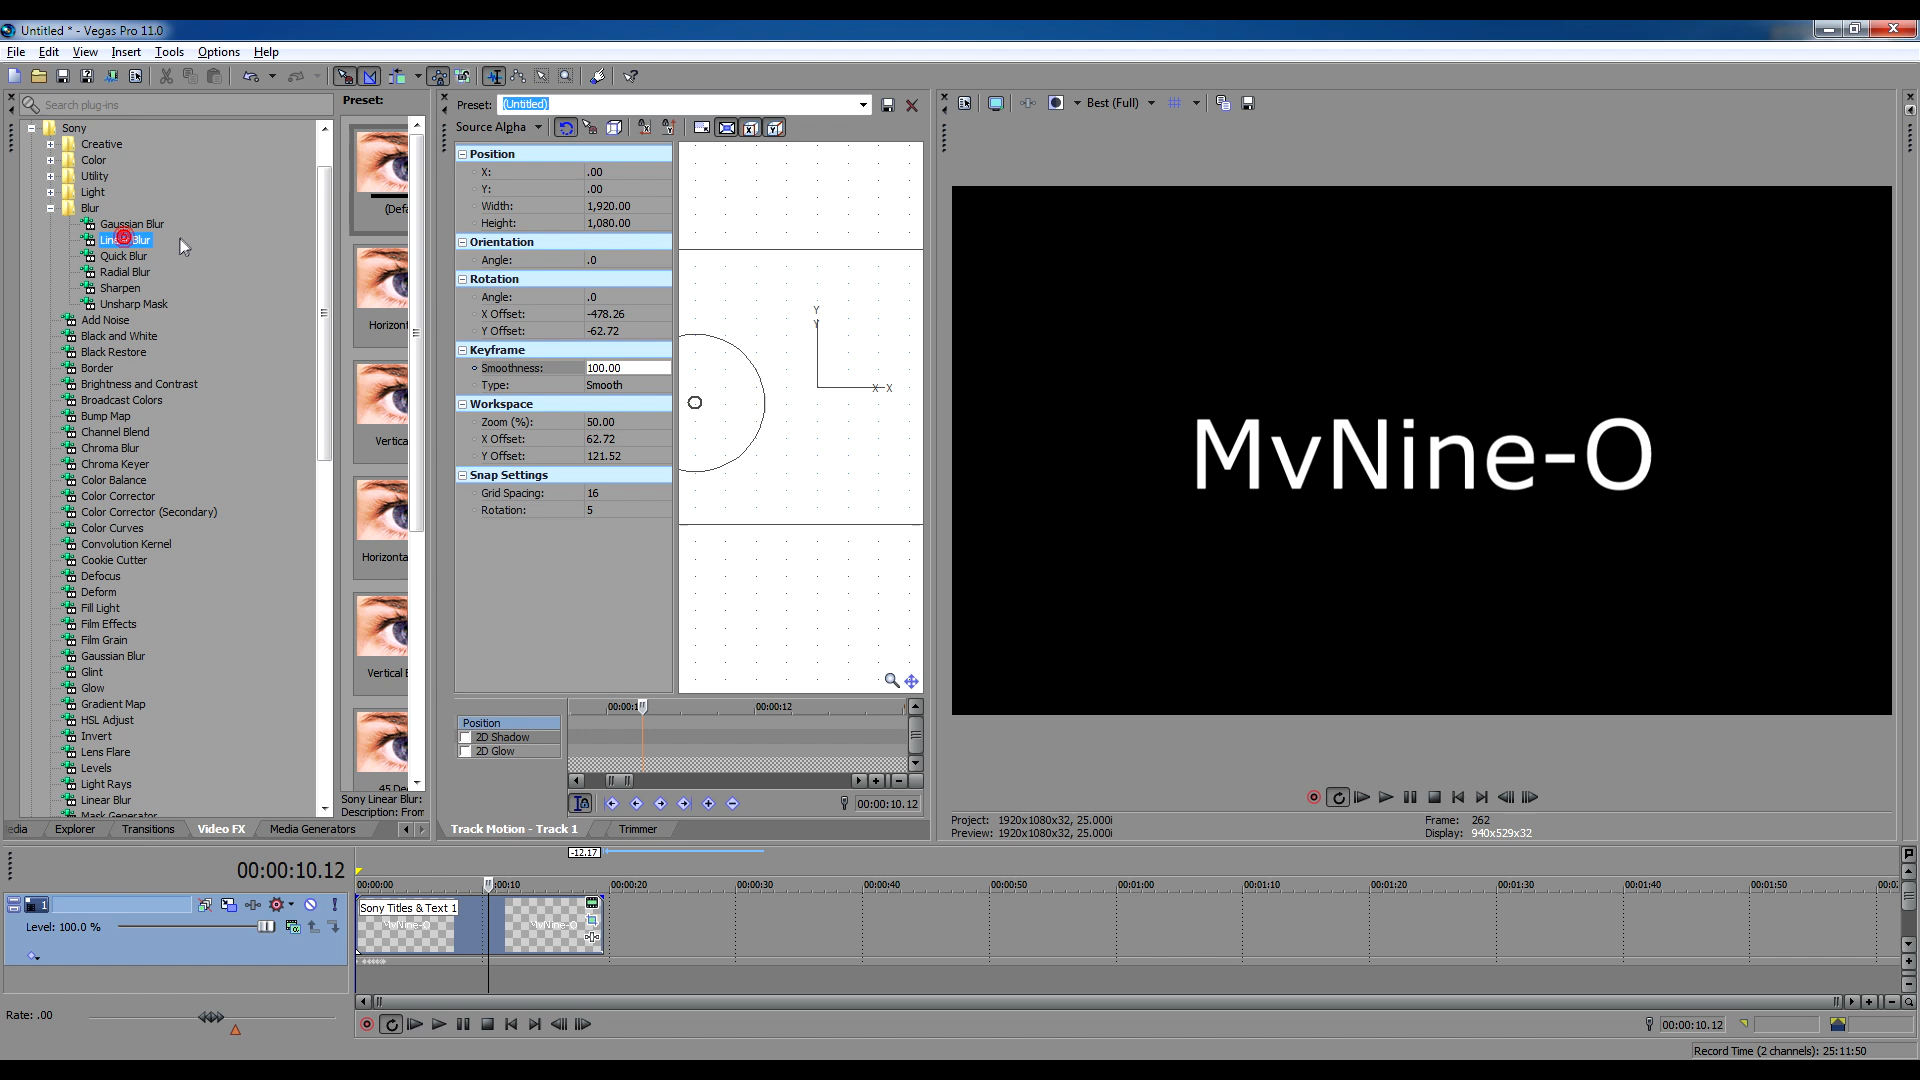 Untitled * - Vegas Pro 11.0
File Edit View Insert Tools Options Help
Search plug-ins
Preset:
Preset: (Untitled)
Best (Full)
Source Alpha
Sony
Creative
Color
Utility
Light
Blur
Gaussian Blur
Linear Blur
Quick Blur
Radial Blur
Sharpen
Unsharp Mask
Add Noise
Black and White
Black Restore
Border
Brightness and Contrast
Broadcast Colors
Bump Map
Channel Blend
Chroma Blur
Chroma Keyer
Color Balance
Color Corrector
Color Corrector (Secondary)
Color Curves
Convolution Kernel
Cookie Cutter
Defocus
Deform
Fill Light
Film Effects
Film Grain
Gaussian Blur
Glint
Glow
Gradient Map
HSL Adjust
Invert
Lens Flare
Levels
Light Rays
Linear Blur
Mask Generator
(Defa
Horizont
Vertica
Horizonta
Vertical B
45 De
Sony Linear Blur:
Description: From
Position
X: .00
Y: .00
Width: 1,920.00
Height: 1,080.00
Orientation
Angle: .0
Rotation
Angle: .0
X Offset: -478.26
Y Offset: -62.72
Keyframe
Smoothness: 100.00
Type: Smooth
Workspace
Zoom (%): 50.00
X Offset: 62.72
Y Offset: 121.52
Snap Settings
Grid Spacing: 16
Rotation: 5
Y
Y
X X
00:00:1 00:00:12
Position
2D Shadow
2D Glow
00:00:10.12
MvNine-O
edia Explorer Transitions Video FX Media Generators
Track Motion - Track 1 Trimmer
Project: 1920x1080x32, 25.000i
Preview: 1920x1080x32, 25.000i
Frame: 262
Display: 940x529x32
-12.17
00:00:10.12
00:00:00 :00:10 00:00:20 00:00:30 00:00:40 00:00:50 00:01:00 00:01:10 00:01:20 00:01:30 00:01:40 00:01:50 00:02
1
Level: 100.0 %
Sony Titles & Text 1
MvNine-O MvNine-O
Rate: .00
00:00:10.12
Record Time (2 channels): 25:11:50